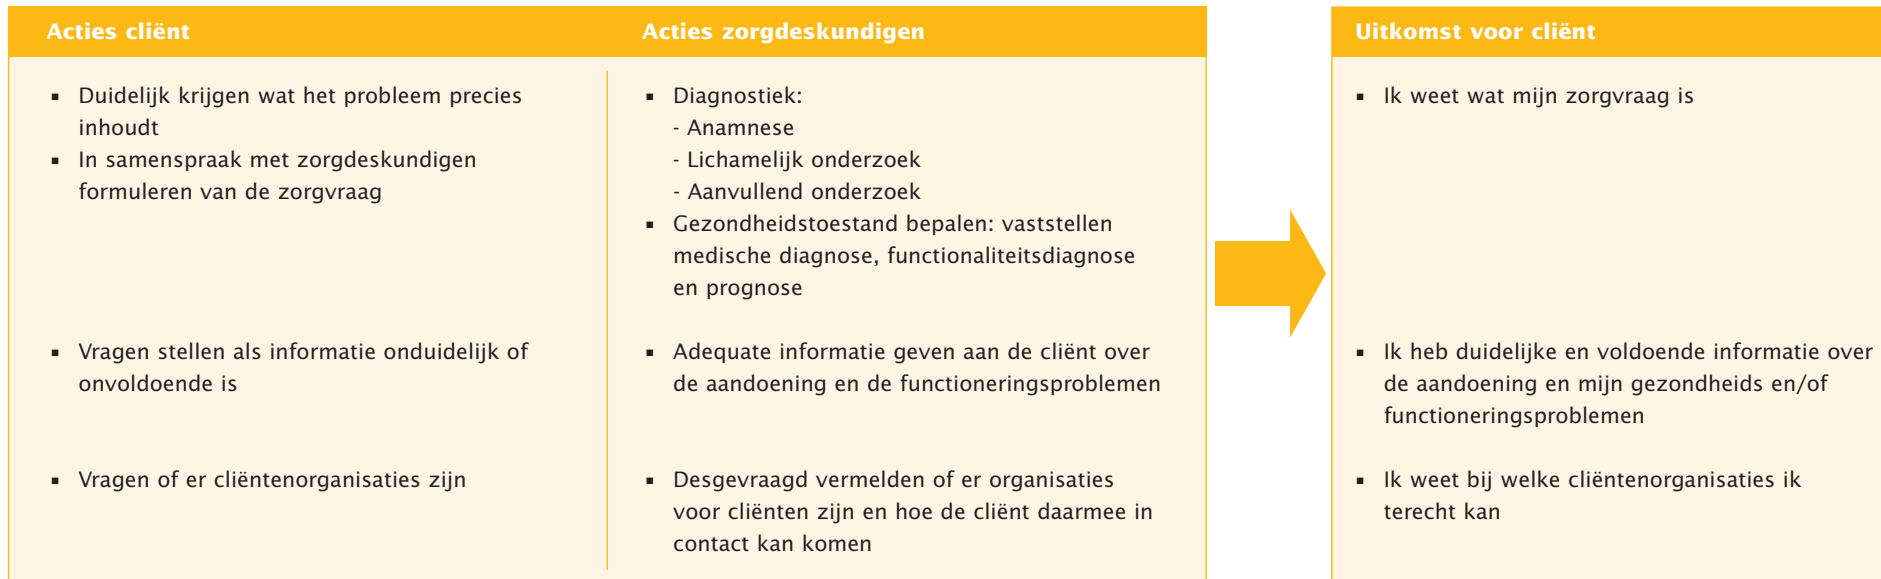 Acties cliënt
▪ Duidelijk krijgen wat het probleem precies
inhoudt
▪ In samenspraak met zorgdeskundigen
formuleren van de zorgvraag
▪ Vragen stellen als informatie onduidelijk of
onvoldoende is
▪ Vragen of er cliëntenorganisaties zijn
Acties zorgdeskundigen
▪ Diagnostiek:
- Anamnese
- Lichamelijk onderzoek
- Aanvullend onderzoek
▪ Gezondheidstoestand bepalen: vaststellen
medische diagnose, functionaliteitsdiagnose
en prognose
▪ Adequate informatie geven aan de cliënt over
de aandoening en de functioneringsproblemen
▪ Desgevraagd vermelden of er organisaties
voor cliënten zijn en hoe de cliënt daarmee in
contact kan komen
Uitkomst voor cliënt
▪ Ik weet wat mijn zorgvraag is
▪ Ik heb duidelijke en voldoende informatie over
de aandoening en mijn gezondheids en/of
functioneringsproblemen
▪ Ik weet bij welke cliëntenorganisaties ik
terecht kan